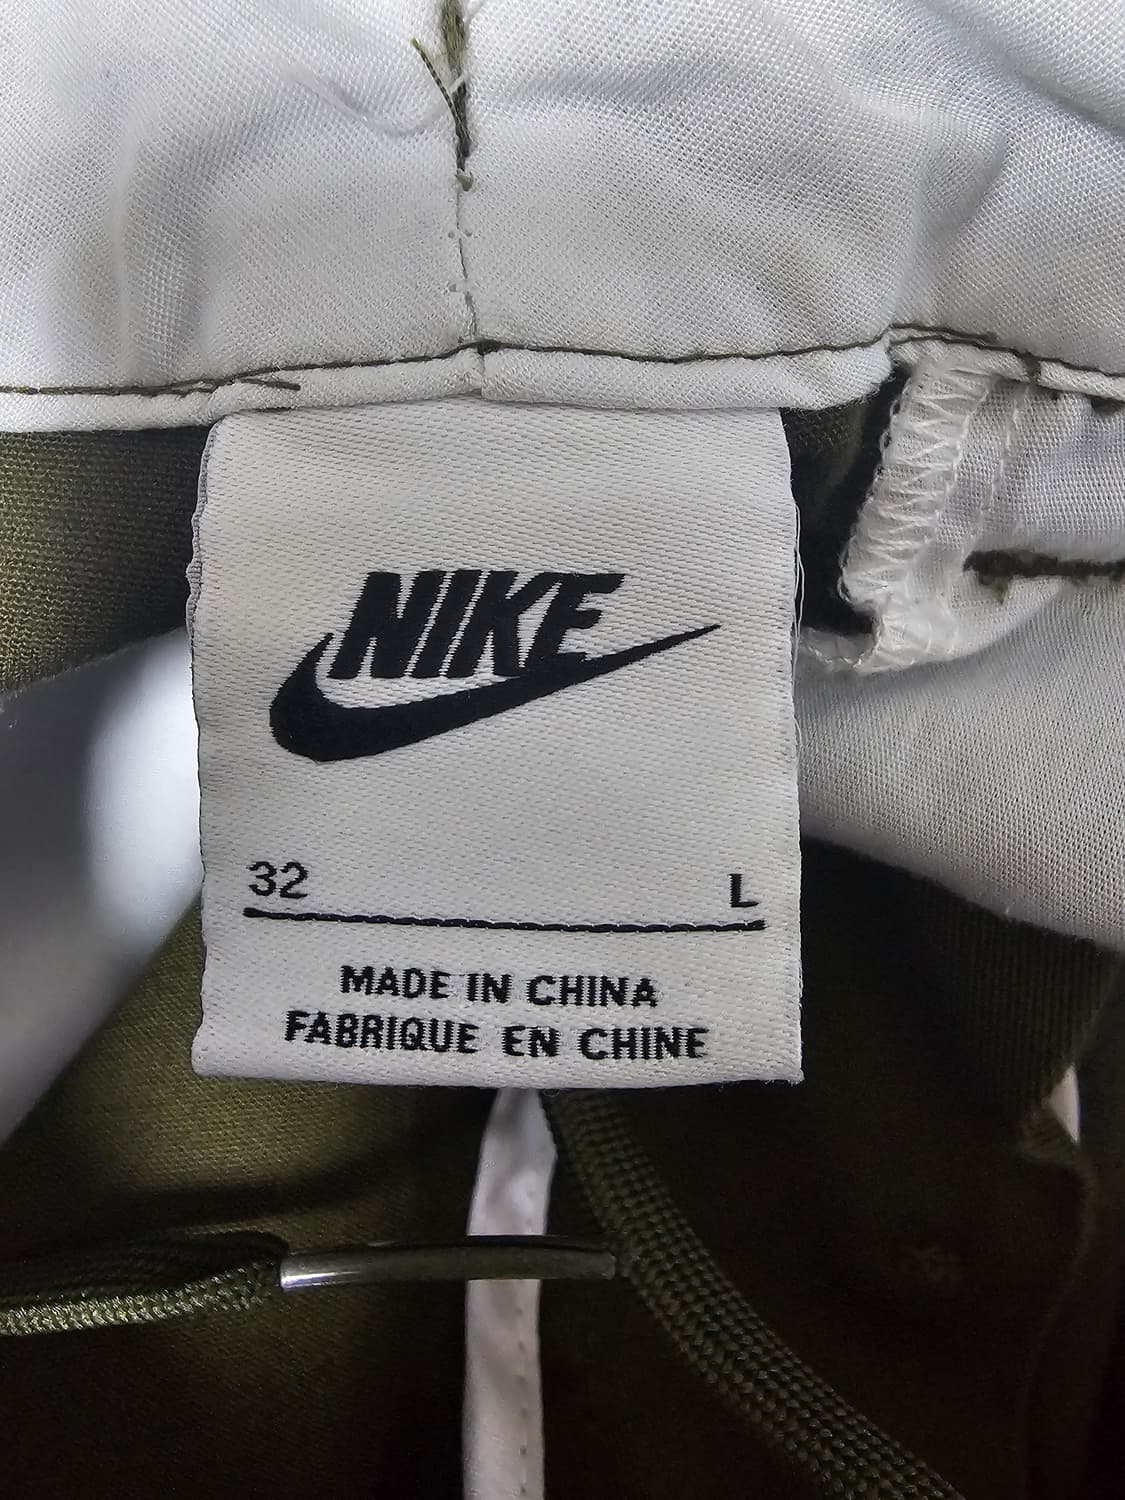 NIKE
32 L
MADE IN CHINA
FABRIQUE EN CHINE